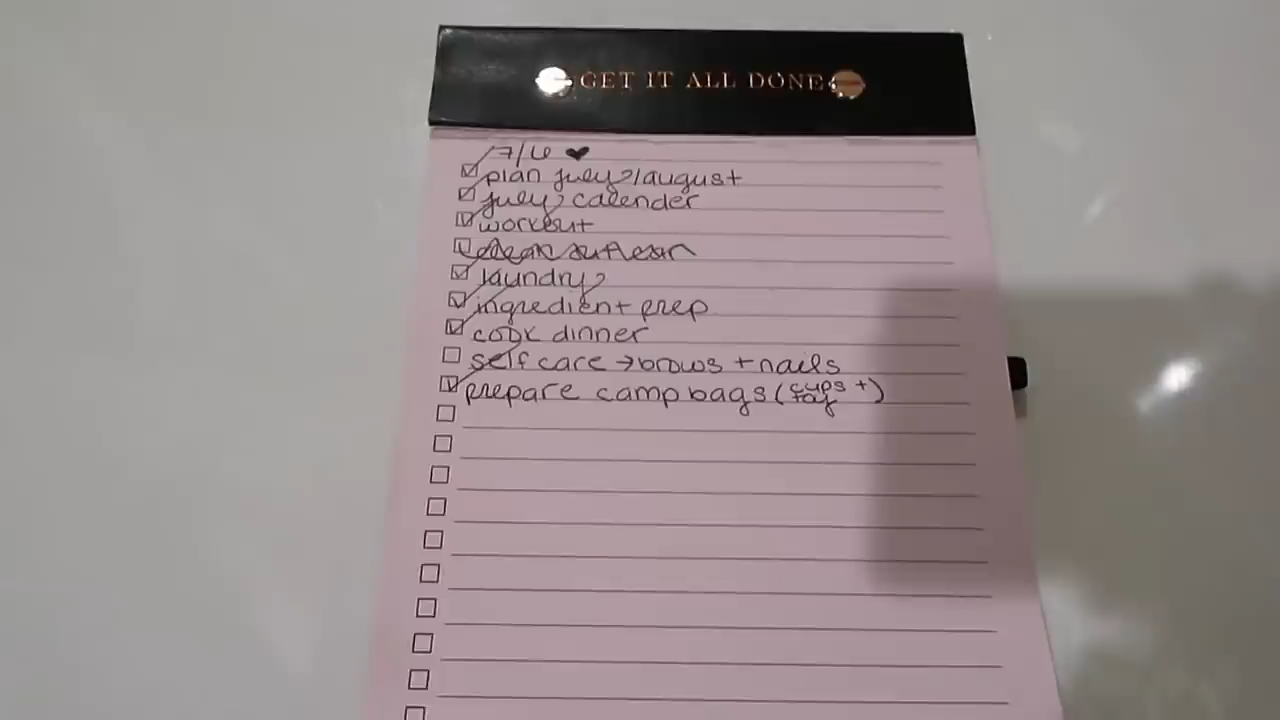 GET IT ALL DONE
7/6 ♥
plan july/august
july calender
workout
laundry
ingredient prep
cook dinner
self care → brows + nails
prepare camp bags (cups + tag)